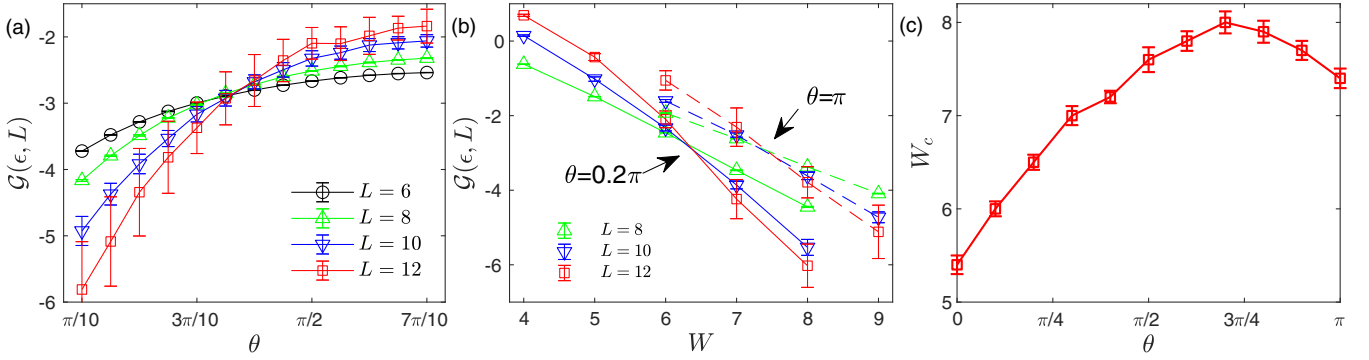 (a)
-2
-3
-4
-5
-6
π/10
3π/10
π/2
7π/10
θ
𝒢(ϵ, L)
L = 6
L = 8
L = 10
L = 12
(b)
0
-2
-4
-6
4
5
6
7
8
9
W
𝒢(ϵ, L)
θ=π
θ=0.2π
L = 8
L = 10
L = 12
(c)
8
7
6
5
0
π/4
π/2
3π/4
π
θ
W_c